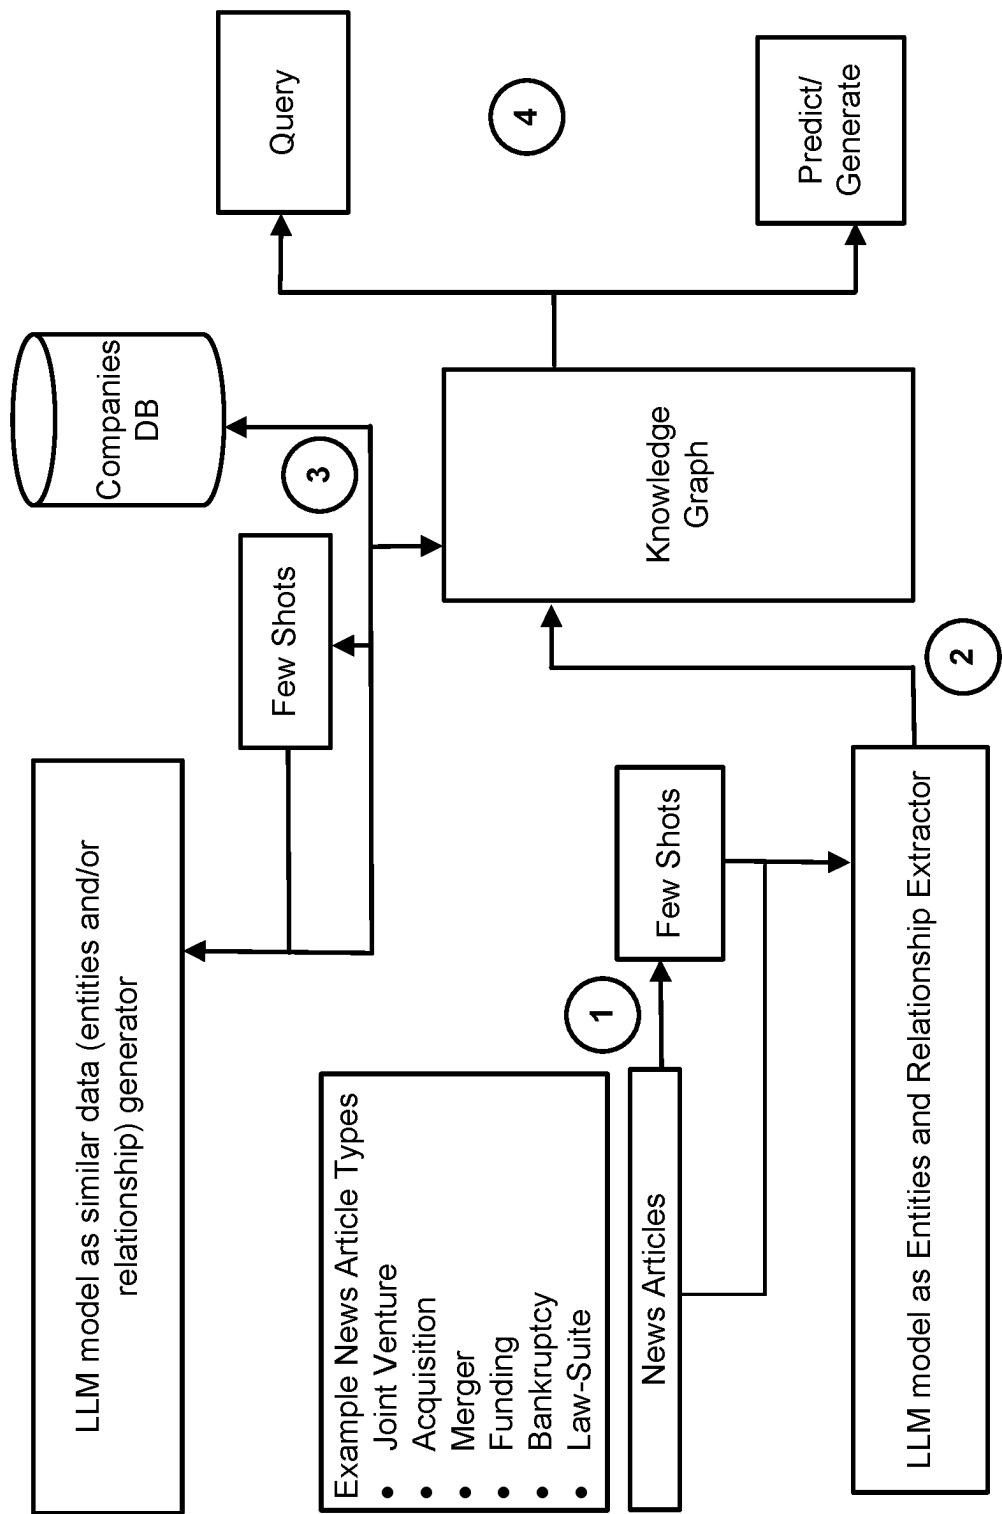 LLM model as similar data (entities and/or
relationship) generator
Few Shots
Companies
DB
3
Query
Example News Article Types
• Joint Venture
• Acquisition
• Merger
• Funding
• Bankruptcy
• Law-Suite
1
News Articles
Few Shots
Knowledge
Graph
4
Predict/
Generate
LLM model as Entities and Relationship Extractor
2